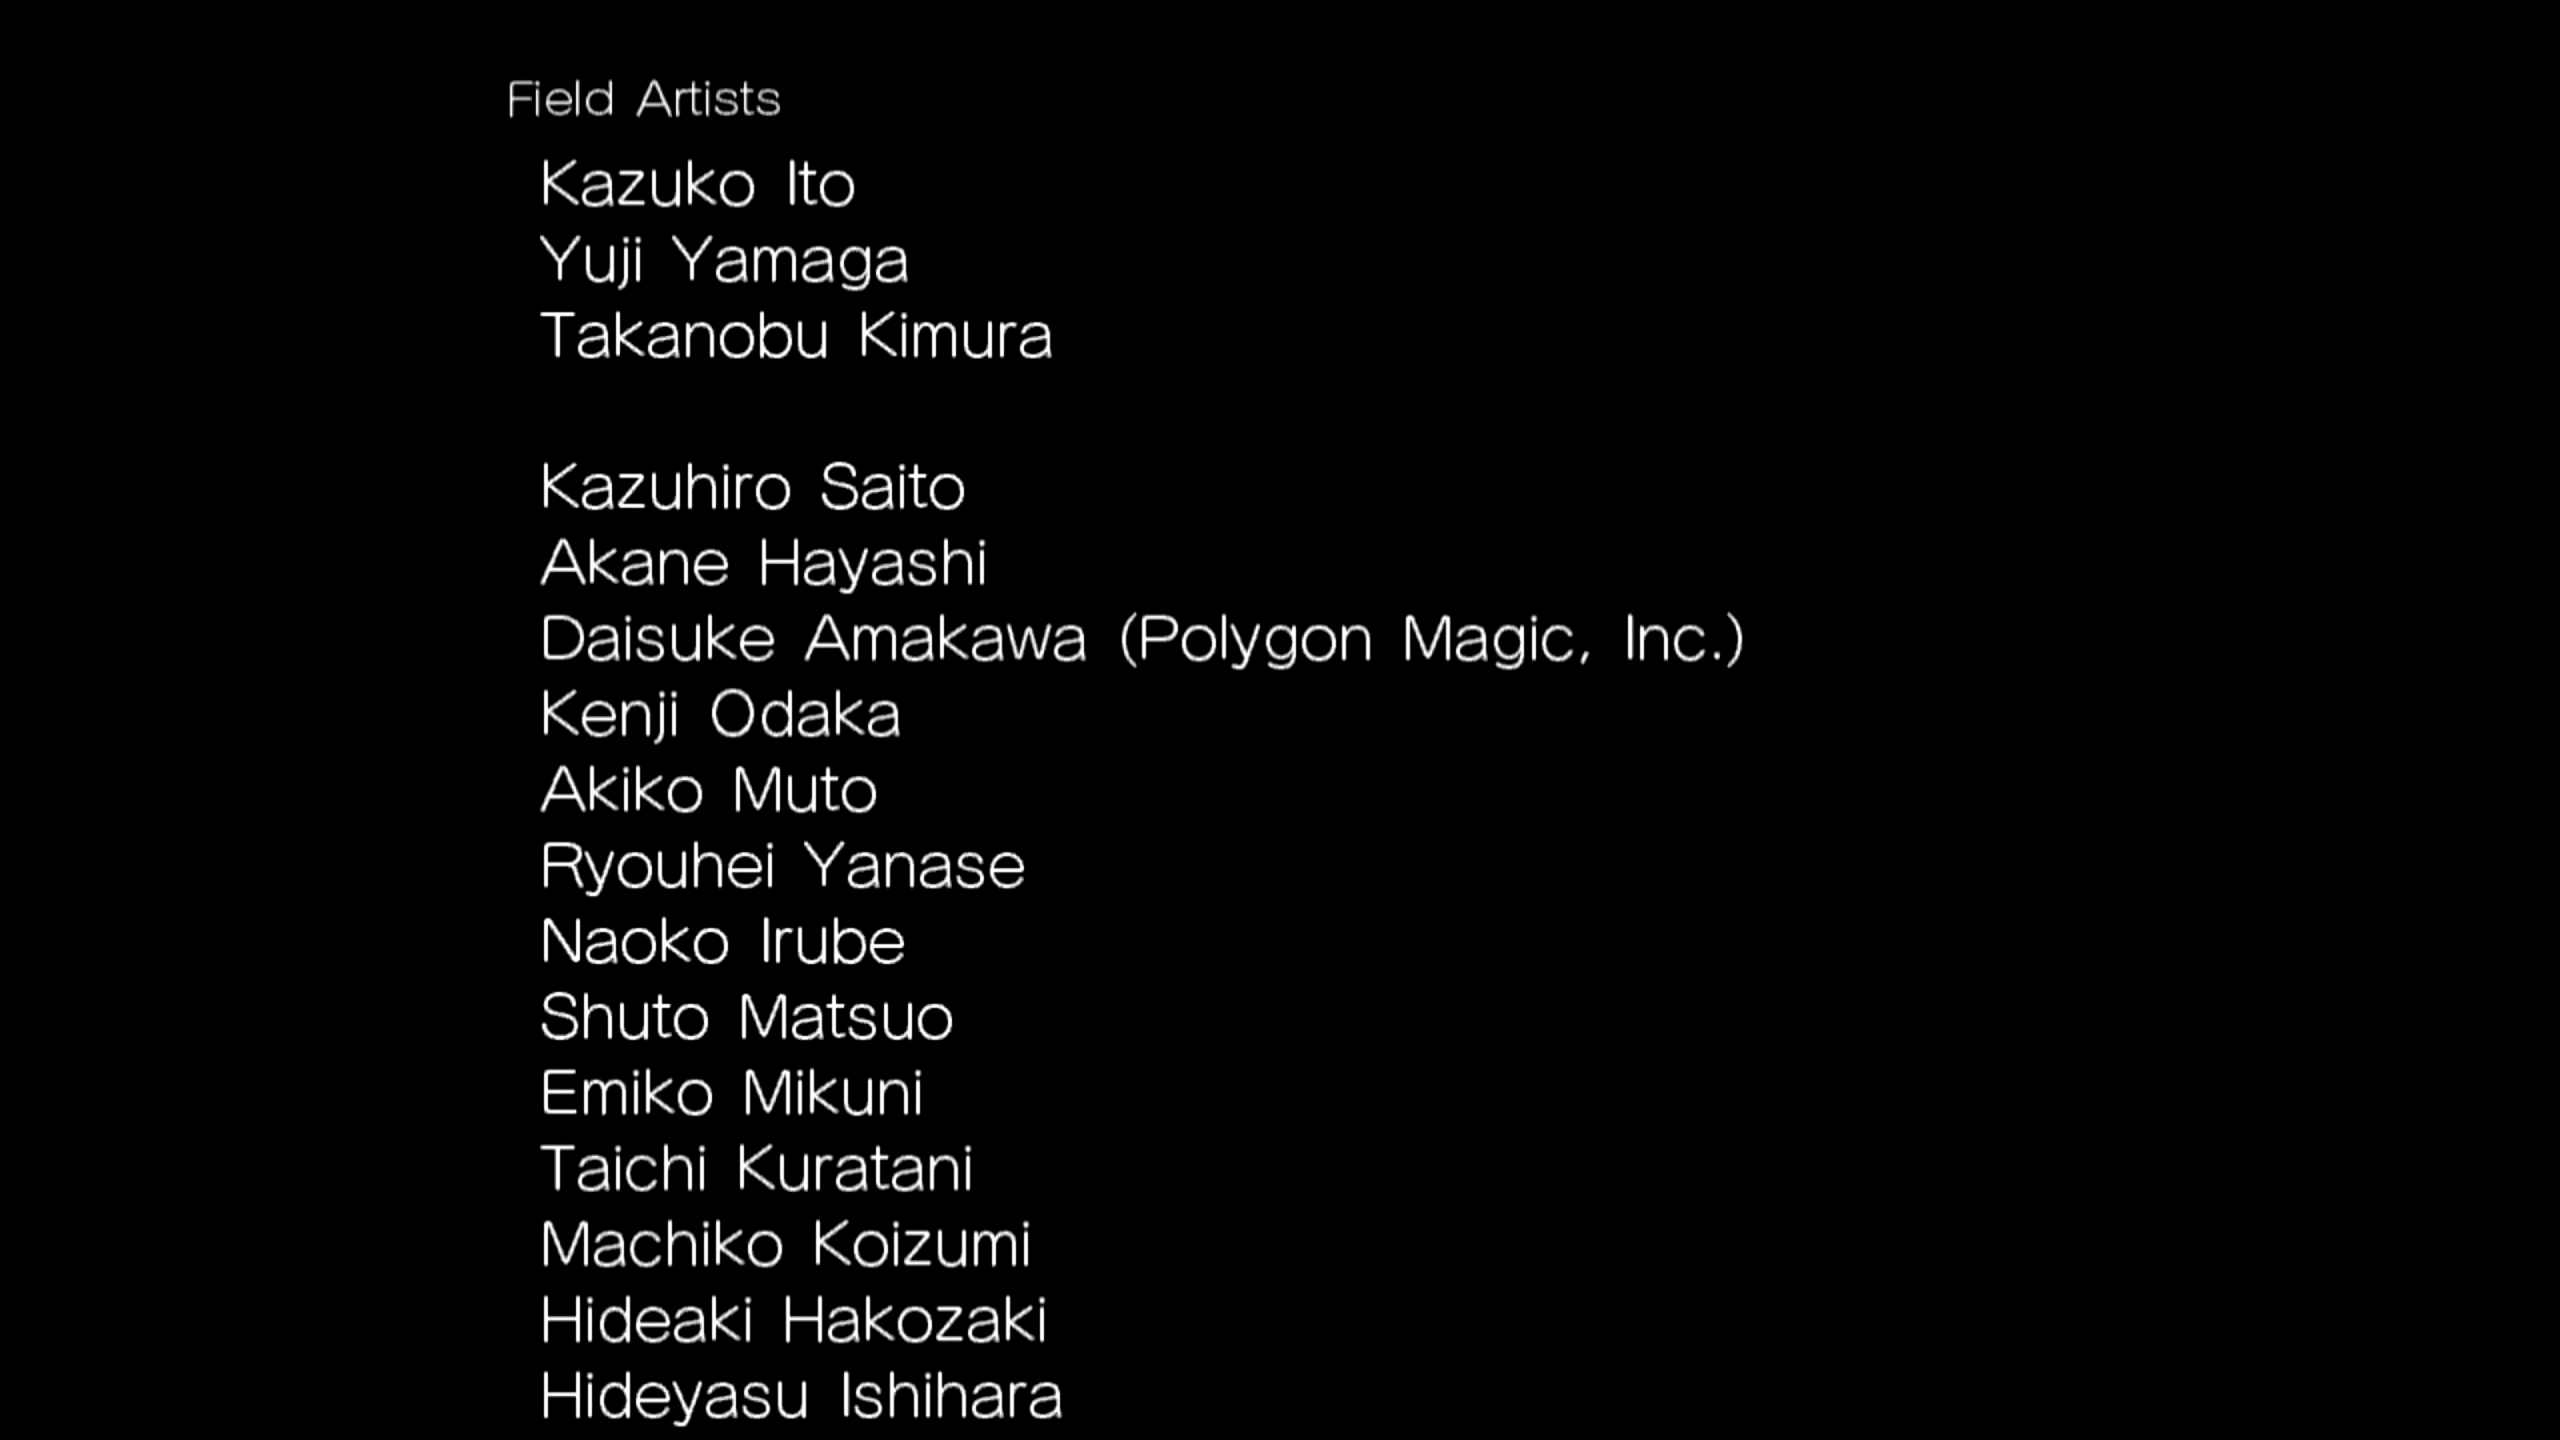 Field Artists
Kazuko Ito
Yuji Yamaga
Takanobu Kimura
Kazuhiro Saito
Akane Hayashi
Daisuke Amakawa (Polygon Magic, Inc.)
Kenji Odaka
Akiko Muto
Ryouhei Yanase
Naoko Irube
Shuto Matsuo
Emiko Mikuni
Taichi Kuratani
Machiko Koizumi
Hideaki Hakozaki
Hideyasu Ishihara